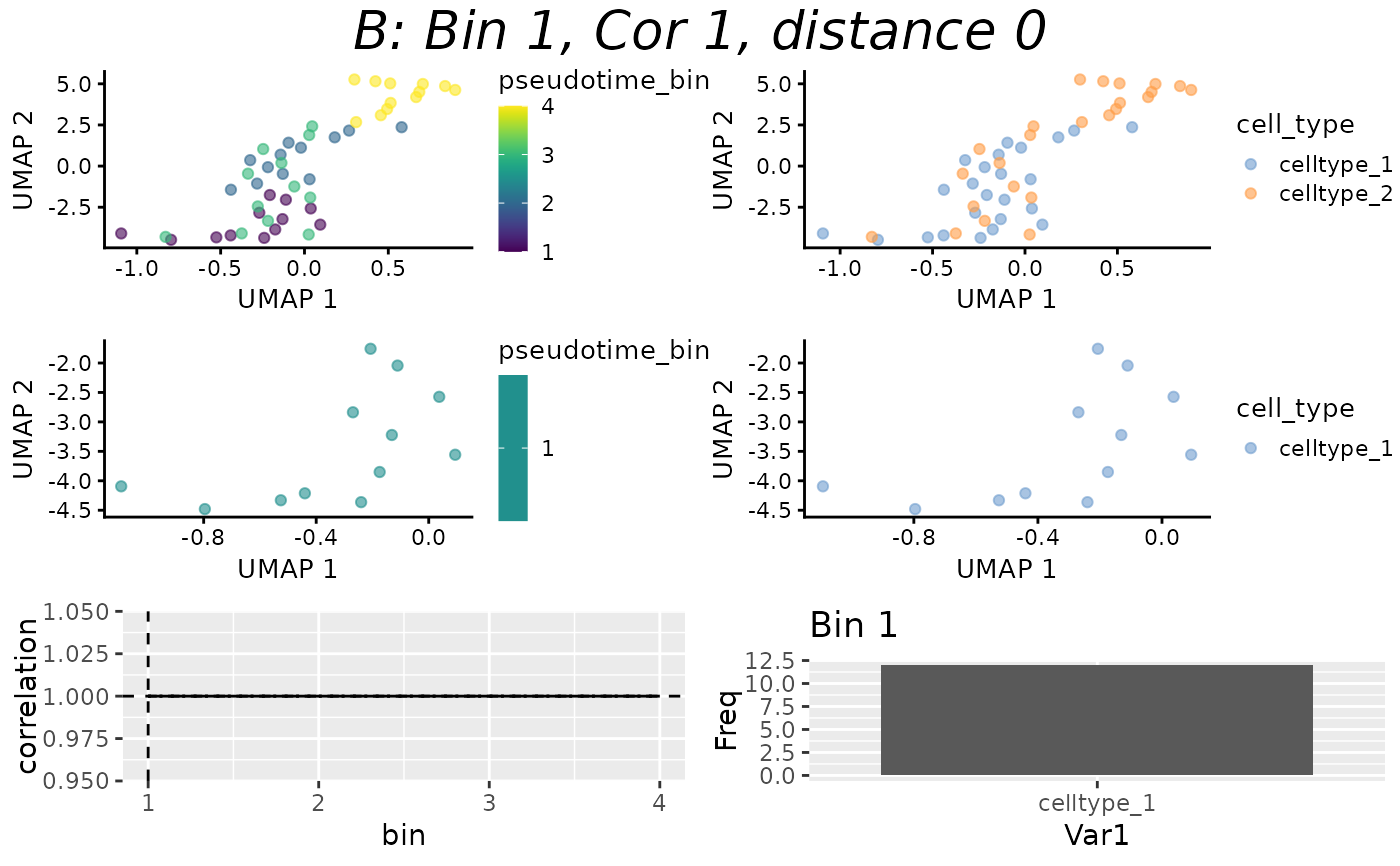 B: Bin 1, Cor 1, distance 0
5.0
2.5
0.0
-2.5
UMAP 2
-1.0 -0.5 0.0 0.5
UMAP 1
pseudotime_bin
4
3
2
1
5.0
2.5
0.0
-2.5
UMAP 2
-1.0 -0.5 0.0 0.5
UMAP 1
cell_type
celltype_1
celltype_2
-2.0
-2.5
-3.0
-3.5
-4.0
-4.5
UMAP 2
-0.8 -0.4 0.0
UMAP 1
pseudotime_bin
1
-2.0
-2.5
-3.0
-3.5
-4.0
-4.5
UMAP 2
-0.8 -0.4 0.0
UMAP 1
cell_type
celltype_1
1.050
1.025
1.000
0.975
0.950
correlation
1 2 3 4
bin
Bin 1
12.5
10.0
7.5
5.0
2.5
0.0
Freq
celltype_1
Var1